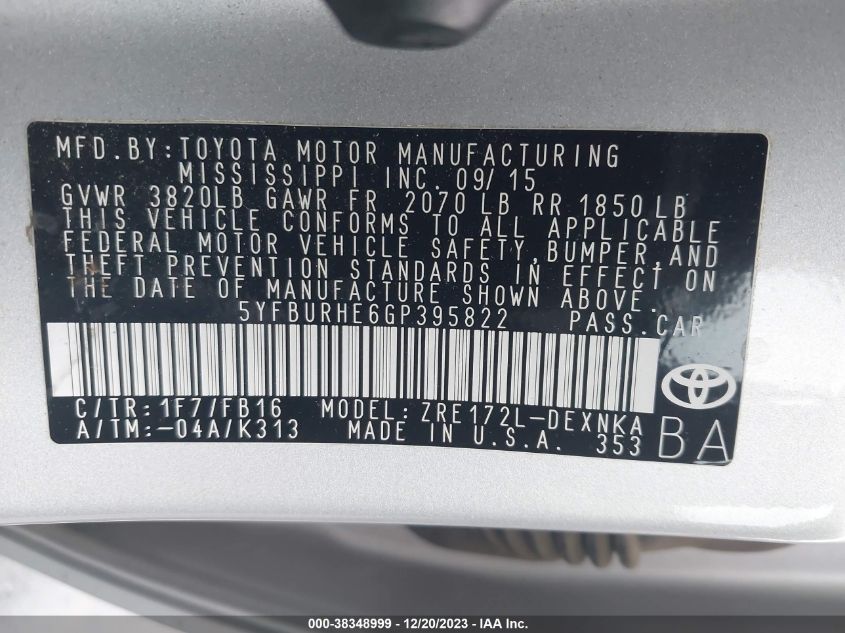 MFD.BY:TOYOTA MOTOR MANUFACTURING
MISSISSIPPI INC. 09/15
GVWR 3820LB GAWR FR 2070 LB RR 1850 LB
THIS VEHICLE CONFORMS TO ALL APPLICABLE
FEDERAL MOTOR VEHICLE SAFETY,BUMPER,AND
THEFT PREVENTION STANDARDS IN EFFECT ON
THE DATE OF MANUFACTURE SHOWN ABOVE.
5YFBURHE6GP395822 PASS.CAR
C/TR:1F7/FB16 MODEL:ZRE172L-DEXNKA
A/TM:-04A/K313 MADE IN U.S.A. 353 BA
000-38348999 - 12/20/2023 - IAA Inc.